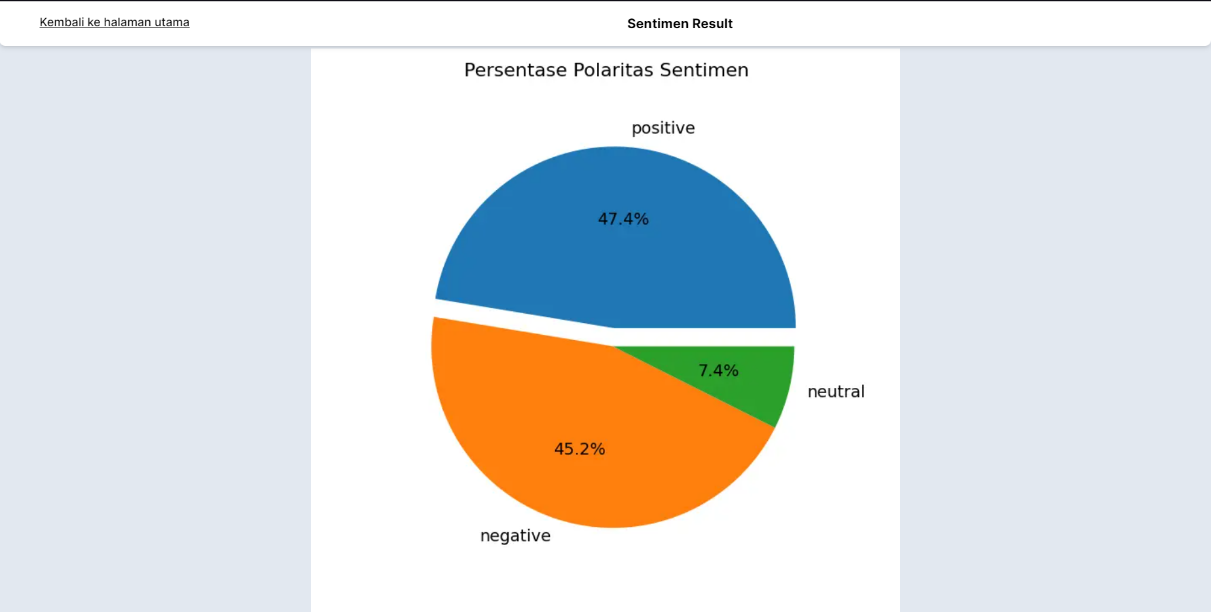 Kembali ke halaman utama
Sentimen Result
Persentase Polaritas Sentimen
positive
47.4%
7.4%
neutral
45.2%
negative